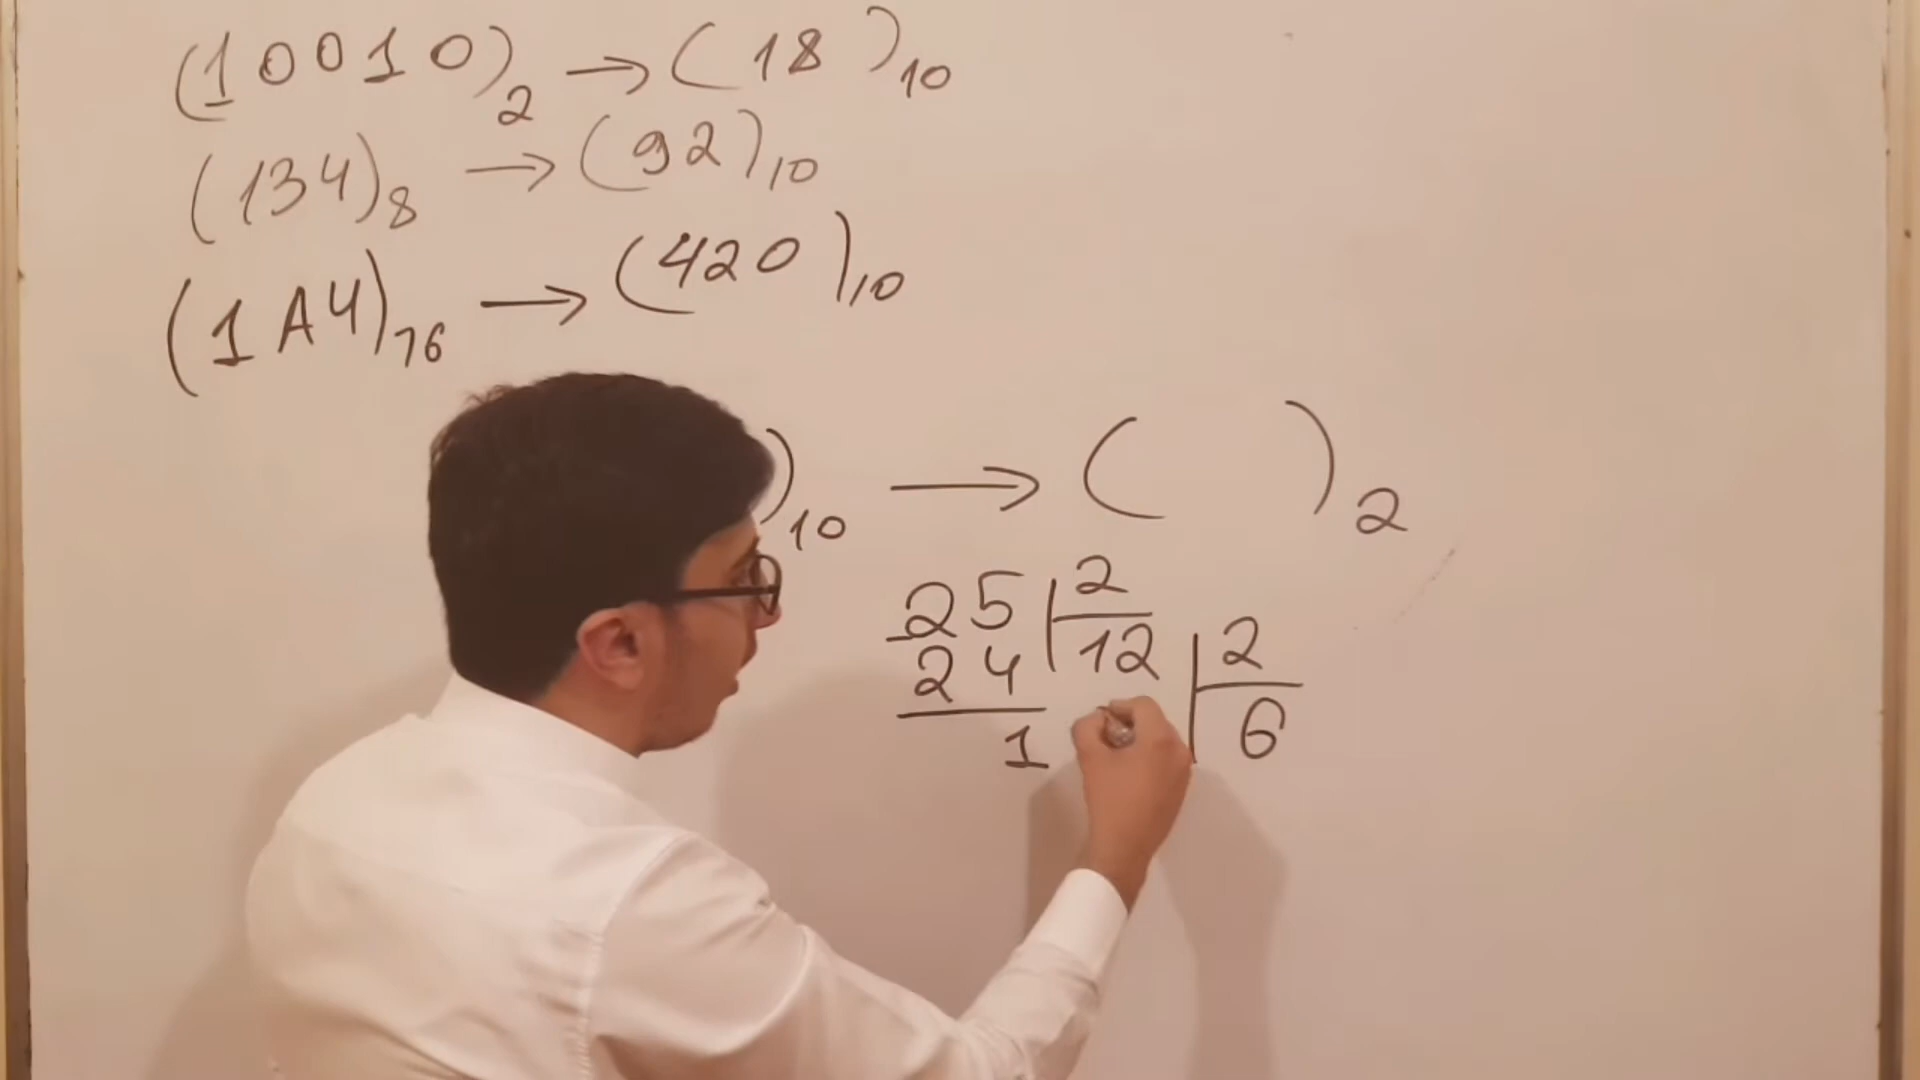 (10010)₂ → (18)₁₀
(134)₈ → (92)₁₀
(1A4)₁₆ → (420)₁₀
)₁₀ → ( )₂
25 2
24 12 2
1 6